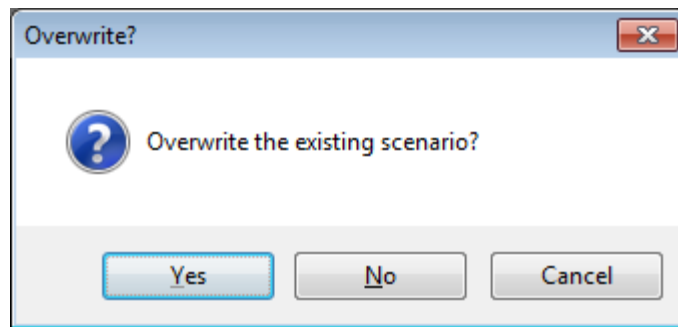 Overwrite?
Overwrite the existing scenario?
Yes No Cancel